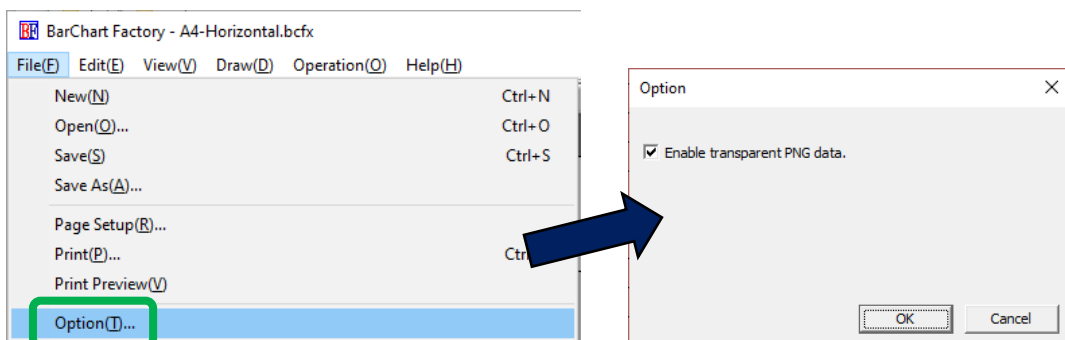 BF BarChart Factory - A4-Horizontal.bcfx
File(F) Edit(E) View(V) Draw(D) Operation(O) Help(H)
New(N) Ctrl+N
Open(O)... Ctrl+O
Save(S) Ctrl+S
Save As(A)...
Page Setup(R)...
Print(P)...
Print Preview(V)
Option(T)...
Option
Enable transparent PNG data.
OK Cancel